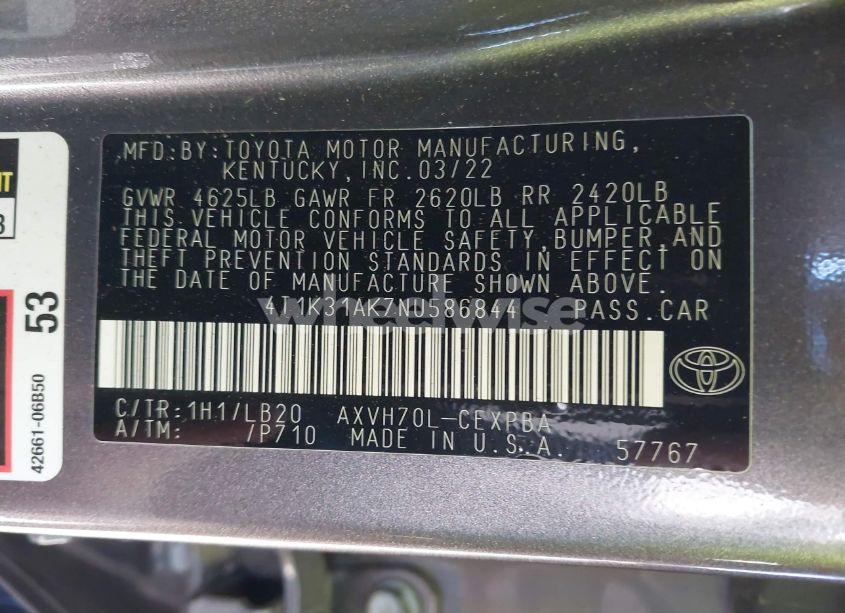 MFD.BY:TOYOTA MOTOR MANUFACTURING,
KENTUCKY,INC.03/22
GVWR 4625LB GAWR FR 2620LB RR 2420LB
THIS VEHICLE CONFORMS TO ALL APPLICABLE
FEDERAL MOTOR VEHICLE SAFETY,BUMPER,AND
THEFT PREVENTION STANDARDS IN EFFECT ON
THE DATE OF MANUFACTURE SHOWN ABOVE.
4T1K31AK7NU586844 PASS.CAR
wheelwise
C/TR:1H1/LB20 AXVH70L-CEXPBA
A/TM: /P710 MADE IN U.S.A. 57767
53
42661-06B50